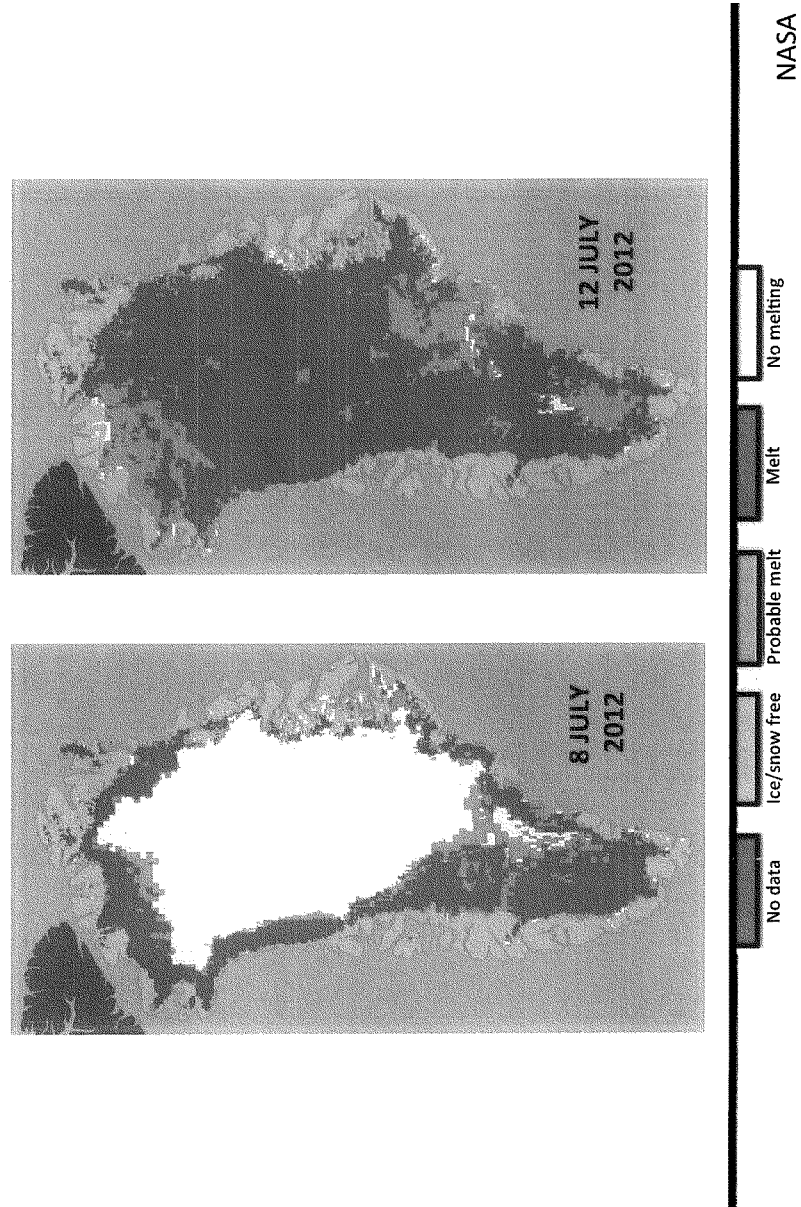 8 JULY
2012
12 JULY
2012
No data
Ice/snow free
Probable melt
Melt
No melting
NASA